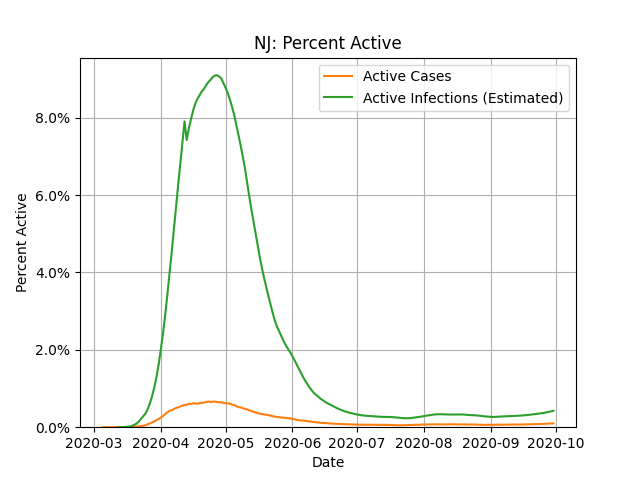 NJ: Percent Active
Active Cases
Active Infections (Estimated)
Percent Active
8.0%
6.0%
4.0%
2.0%
0.0%
2020-03 2020-04 2020-05 2020-06 2020-07 2020-08 2020-09 2020-10
Date